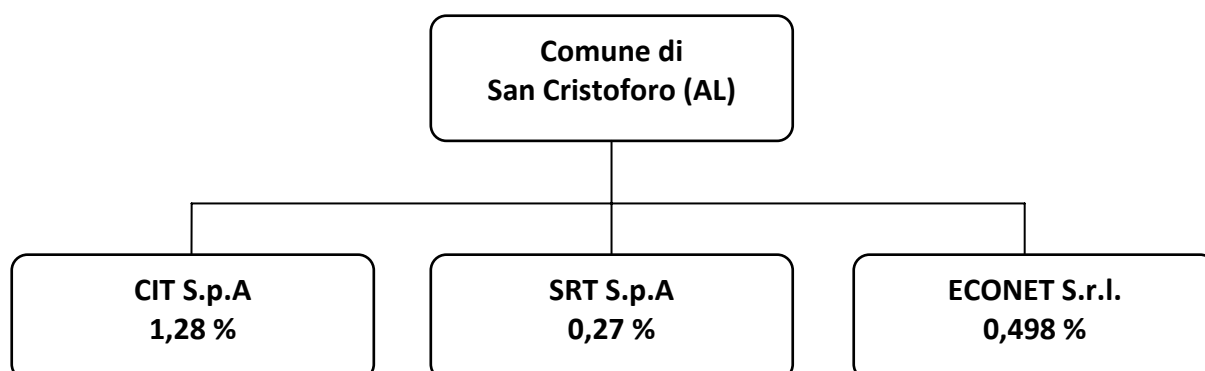 Comune di
San Cristoforo (AL)
CIT S.p.A
1,28 %
SRT S.p.A
0,27 %
ECONET S.r.l.
0,498 %